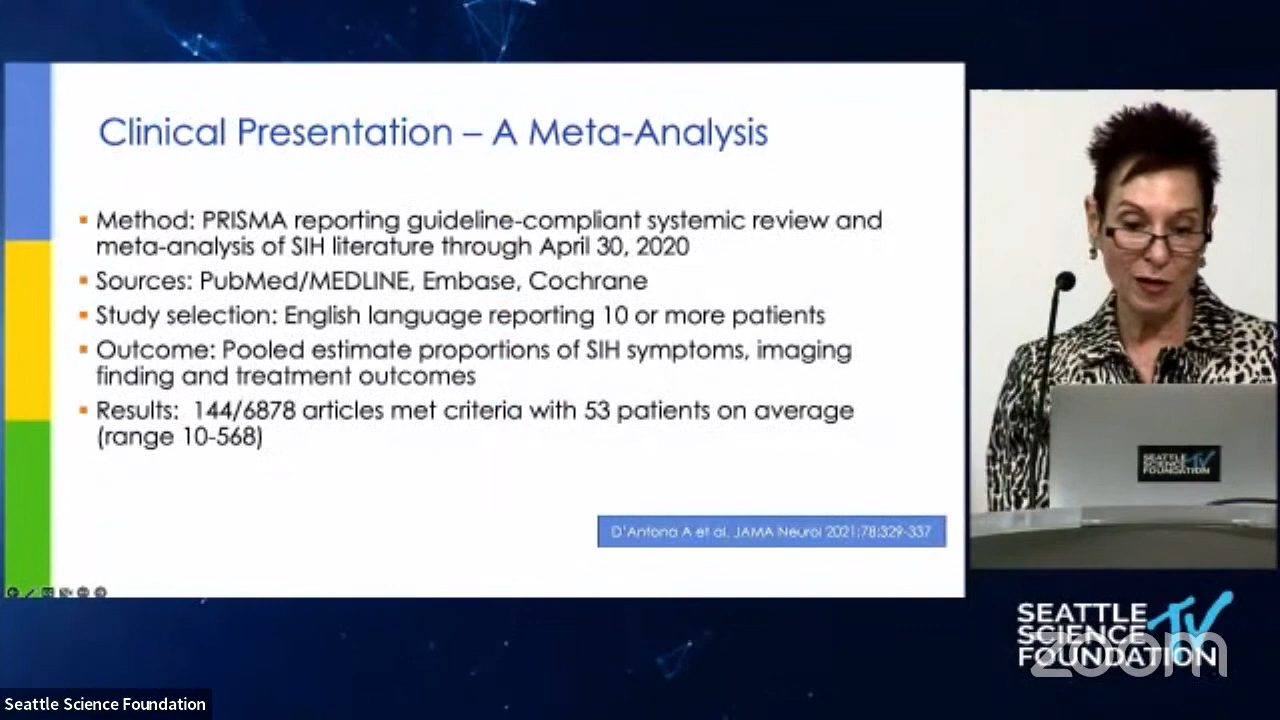 Clinical Presentation – A Meta-Analysis
Method: PRISMA reporting guideline-compliant systemic review and
meta-analysis of SIH literature through April 30, 2020
Sources: PubMed/MEDLINE, Embase, Cochrane
Study selection: English language reporting 10 or more patients
Outcome: Pooled estimate proportions of SIH symptoms, imaging
finding and treatment outcomes
Results: 144/6878 articles met criteria with 53 patients on average
(range 10-568)
D'Antona A et al. JAMA Neurol 2021;78:329-337
SEATTLE
SCIENCE TV
FOUNDATION
SEATTLE
SCIENCE TV
FOUNDATION
zoom
Seattle Science Foundation